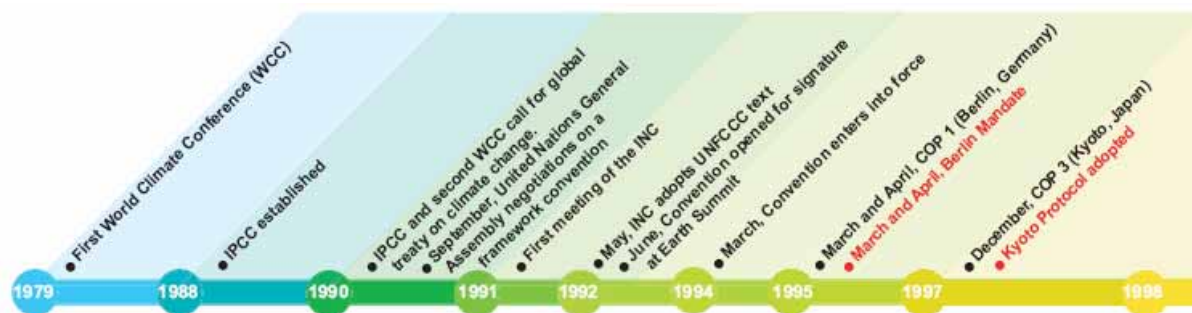 First World Climate Conference (WCC)
IPCC established
IPCC and second WCC call for global
treaty on climate change.
September, United Nations General
Assembly negotiations on a
framework convention
First meeting of the INC
May, INC adopts UNFCCC text
June, Convention opened for signature
at Earth Summit
March, Convention enters into force
March and April, COP 1 (Berlin, Germany)
March and April, Berlin Mandate
December, COP 3 (Kyoto, Japan)
Kyoto Protocol adopted
1979
1988
1990
1991
1992
1994
1995
1997
1998